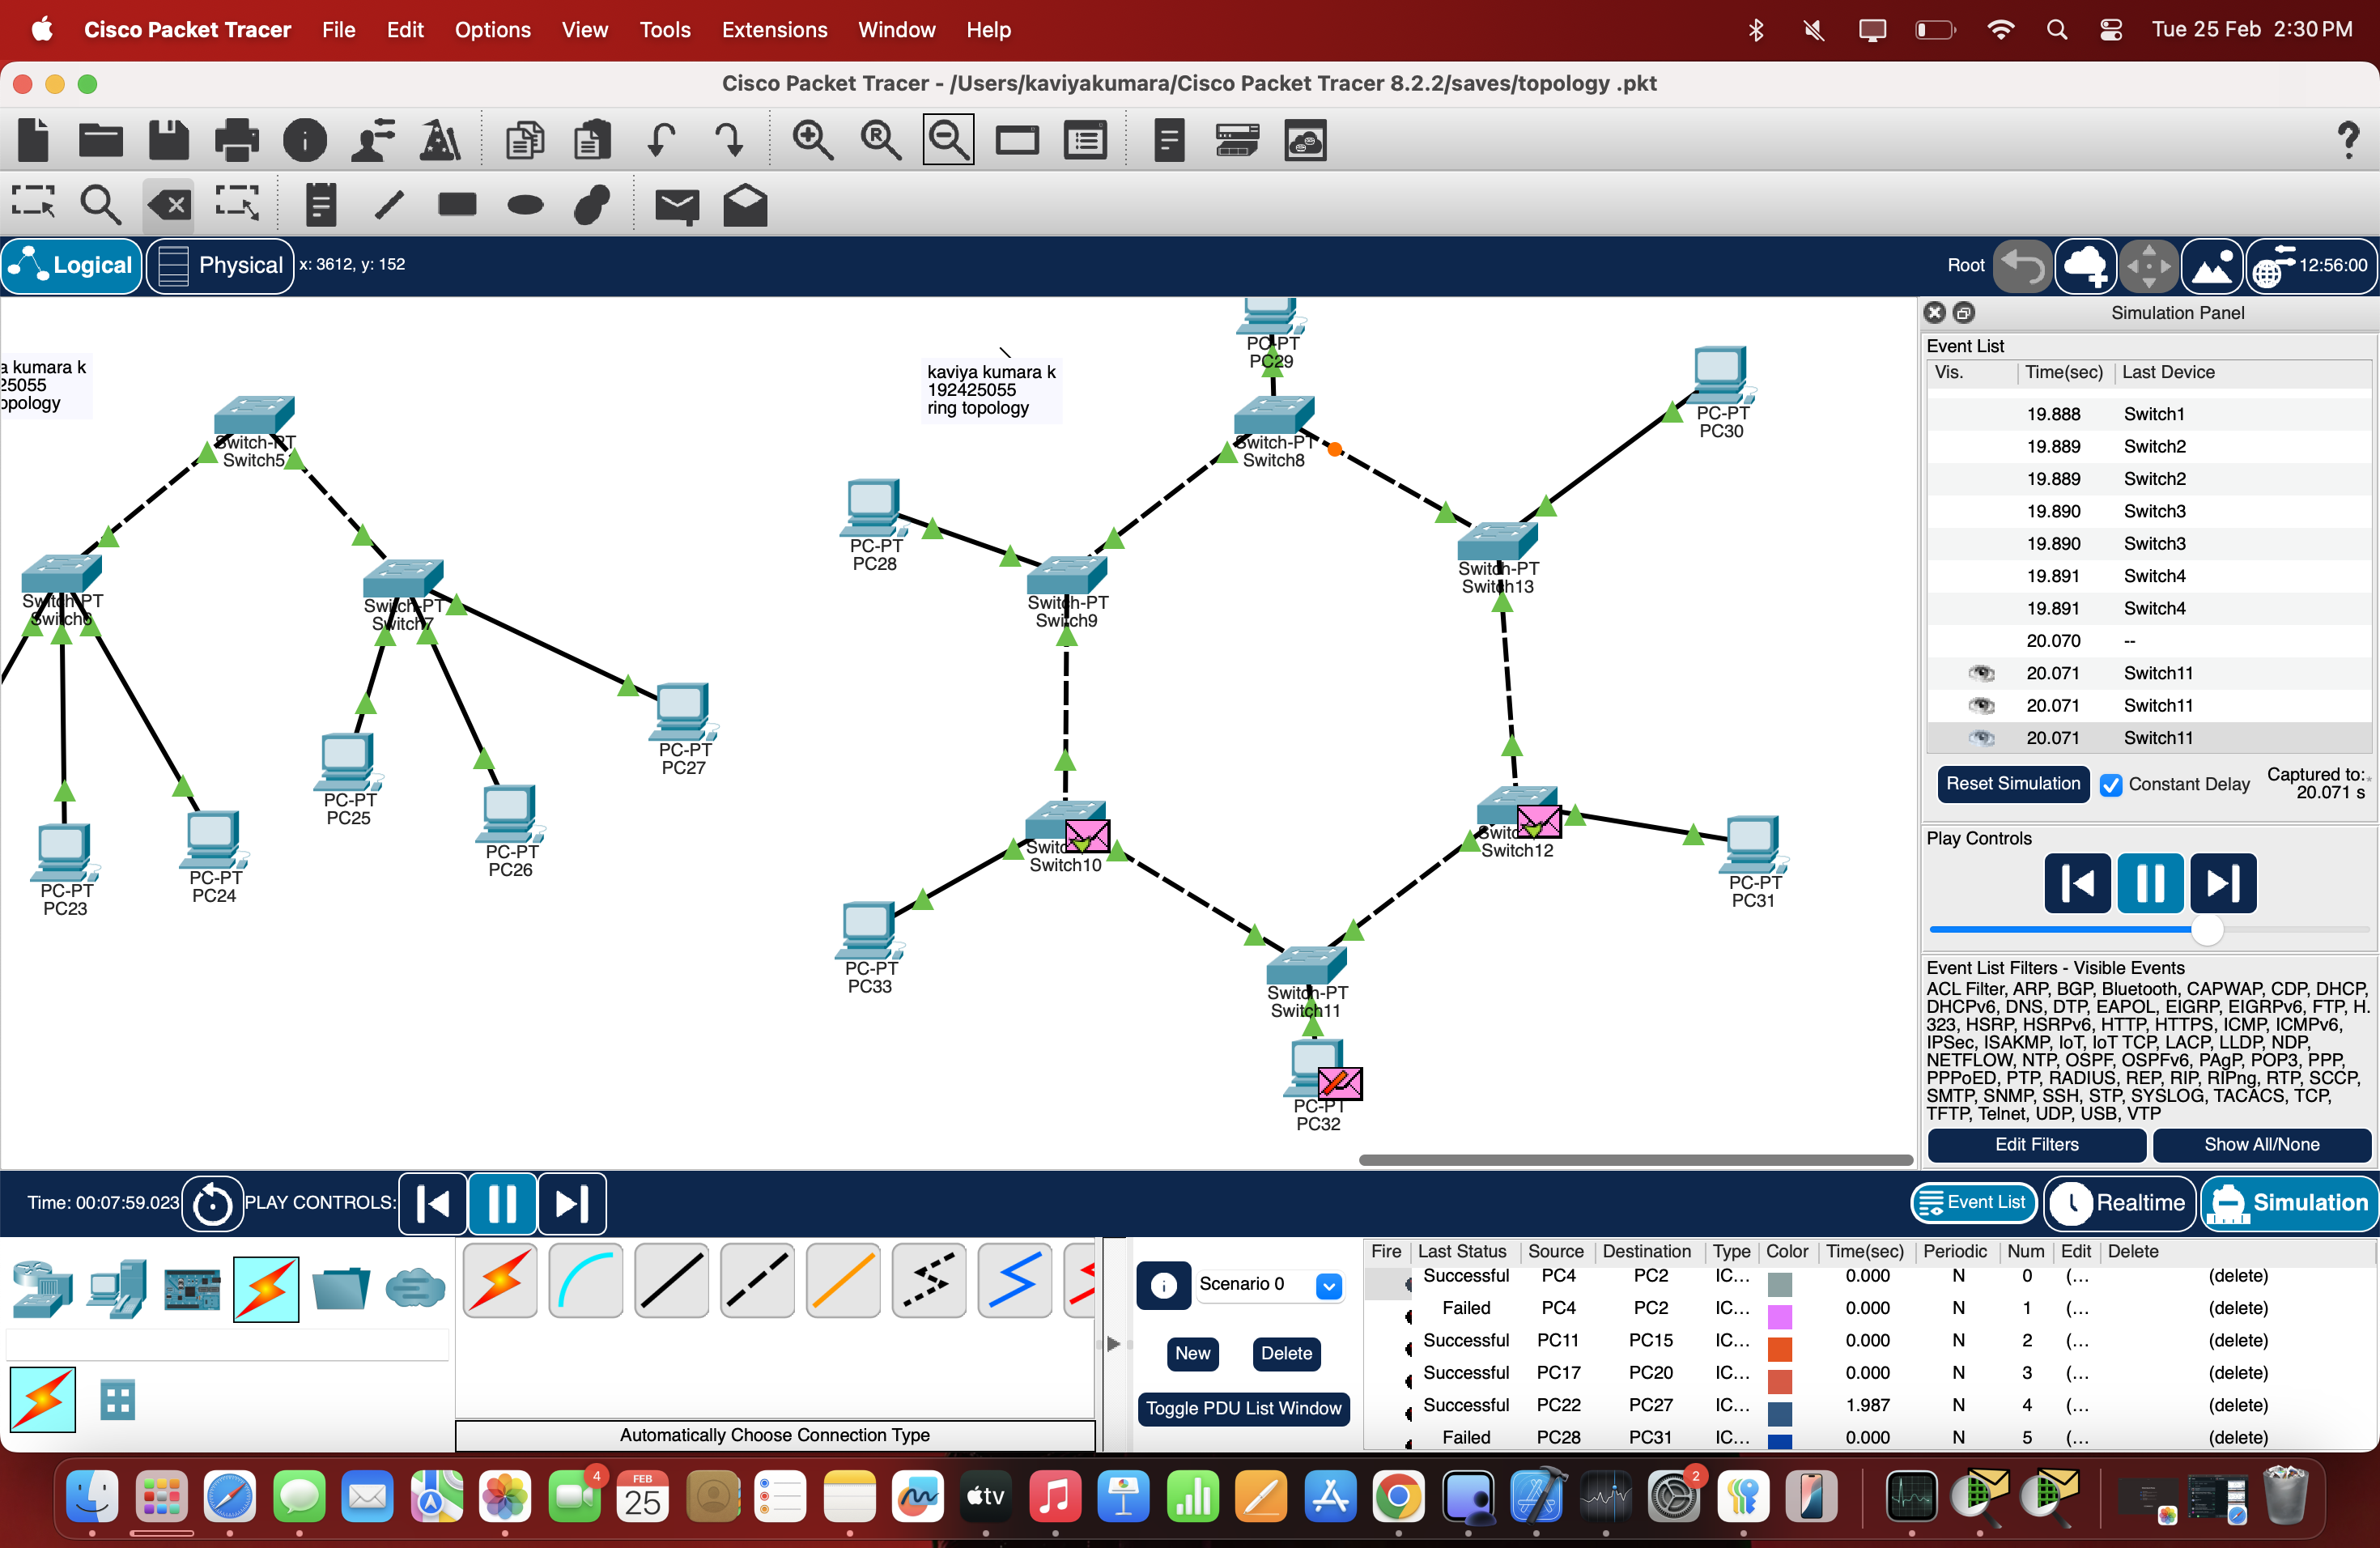 Cisco Packet Tracer File Edit Options View Tools Extensions Window Help Tue 25 Feb 2:30 PM
Cisco Packet Tracer - /Users/kaviyakumara/Cisco Packet Tracer 8.2.2/saves/topology .pkt
Logical Physical x: 3612, y: 152 Root 12:56:00
a kumara k
25055
opology
Switch-PT
Switch5
Switch-PT
Switch6
Switch-PT
Switch7
PC-PT
PC23
PC-PT
PC24
PC-PT
PC25
PC-PT
PC26
PC-PT
PC27
kaviya kumara k
192425055
ring topology
PC-PT
PC29
Switch-PT
Switch8
PC-PT
PC30
PC-PT
PC28
Switch-PT
Switch9
Switch-PT
Switch13
Switc
Switch10
Switc
Switch12
PC-PT
PC31
PC-PT
PC33
Switch-PT
Switch11
PC-PT
PC32
Simulation Panel
Event List
Vis. Time(sec) Last Device
19.888 Switch1
19.889 Switch2
19.889 Switch2
19.890 Switch3
19.890 Switch3
19.891 Switch4
19.891 Switch4
20.070 --
20.071 Switch11
20.071 Switch11
20.071 Switch11
Reset Simulation Constant Delay Captured to:*
20.071 s
Play Controls
Event List Filters - Visible Events
ACL Filter, ARP, BGP, Bluetooth, CAPWAP, CDP, DHCP,
DHCPv6, DNS, DTP, EAPOL, EIGRP, EIGRPv6, FTP, H.
323, HSRP, HSRPv6, HTTP, HTTPS, ICMP, ICMPv6,
IPSec, ISAKMP, IoT, IoT TCP, LACP, LLDP, NDP,
NETFLOW, NTP, OSPF, OSPFv6, PAgP, POP3, PPP,
PPPoED, PTP, RADIUS, REP, RIP, RIPng, RTP, SCCP,
SMTP, SNMP, SSH, STP, SYSLOG, TACACS, TCP,
TFTP, Telnet, UDP, USB, VTP
Edit Filters Show All/None
Time: 00:07:59.023 PLAY CONTROLS: Event List Realtime Simulation
Automatically Choose Connection Type
Scenario 0
New Delete
Toggle PDU List Window
Fire Last Status Source Destination Type Color Time(sec) Periodic Num Edit Delete
Successful PC4 PC2 IC... 0.000 N 0 (... (delete)
Failed PC4 PC2 IC... 0.000 N 1 (... (delete)
Successful PC11 PC15 IC... 0.000 N 2 (... (delete)
Successful PC17 PC20 IC... 0.000 N 3 (... (delete)
Successful PC22 PC27 IC... 1.987 N 4 (... (delete)
Failed PC28 PC31 IC... 0.000 N 5 (... (delete)
4
FEB
25
tv
2